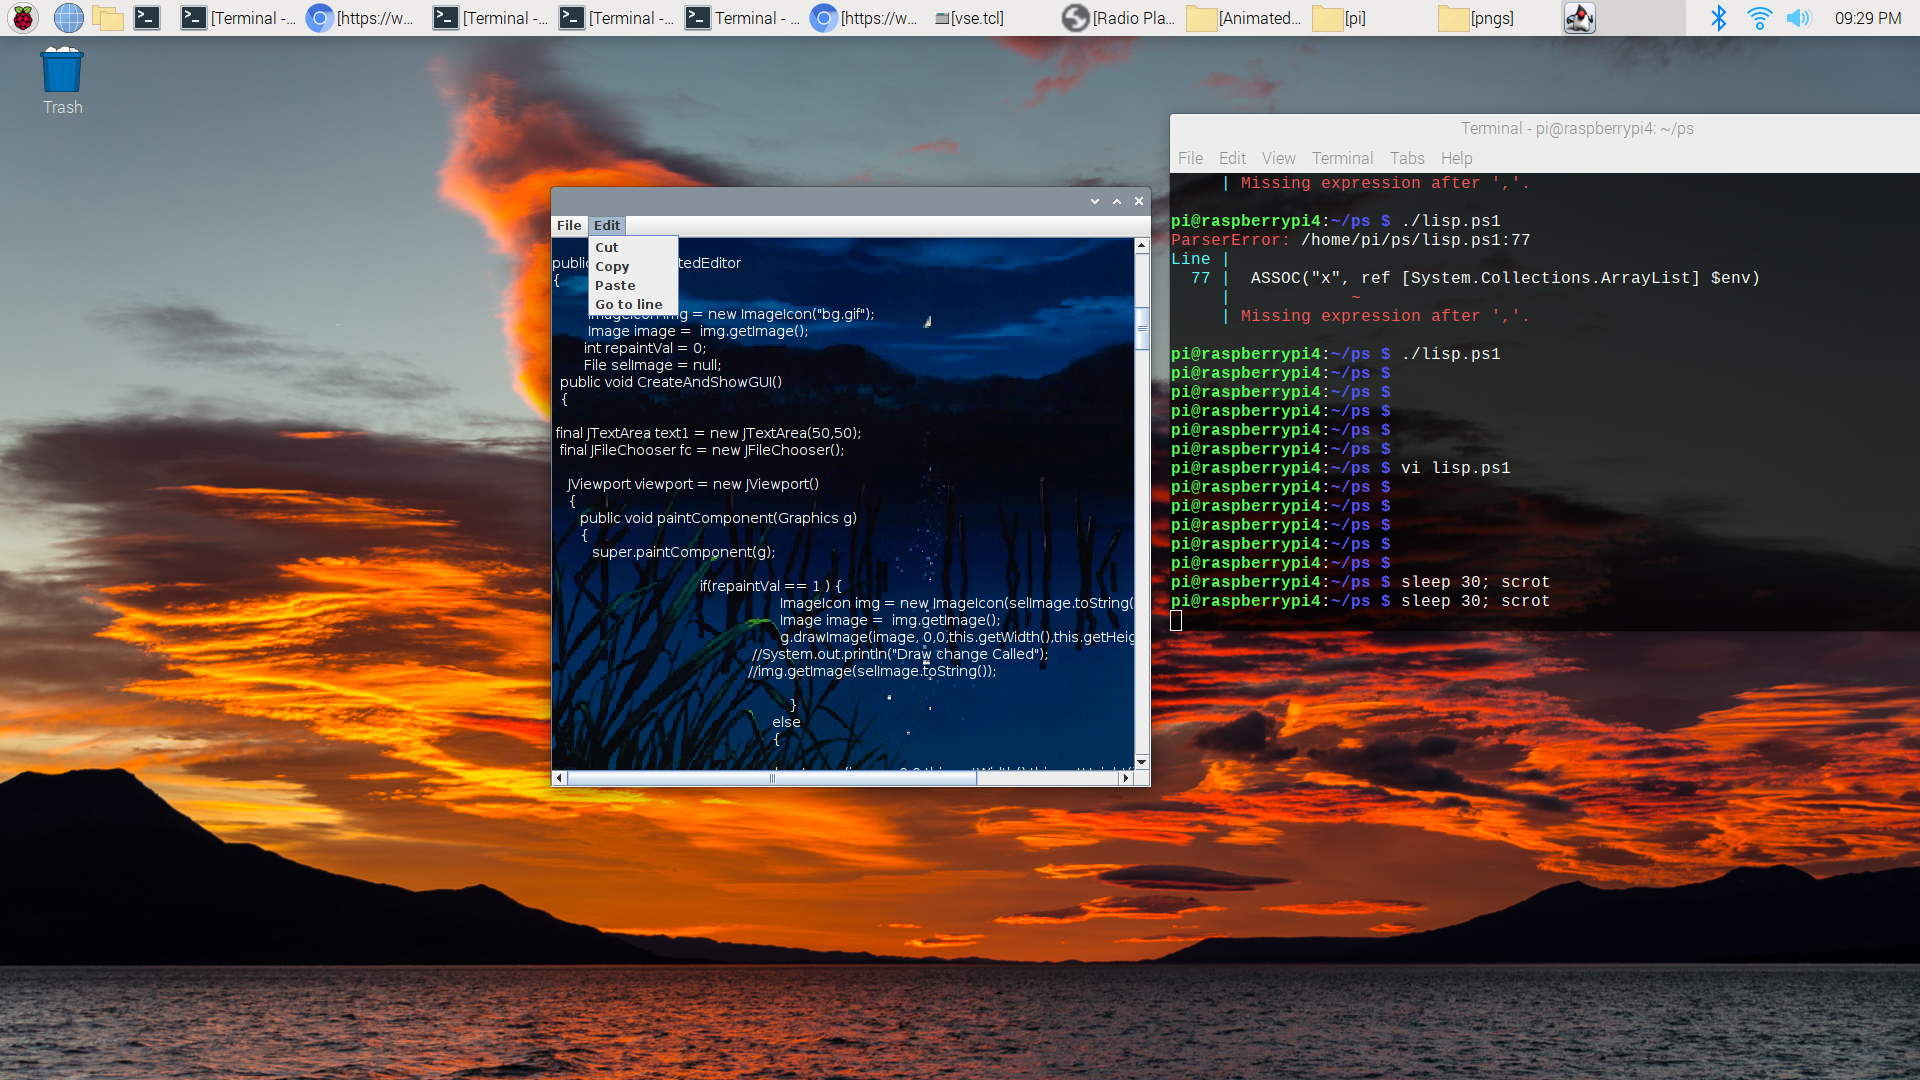 [Terminal -...
[https://w...
[Terminal -...
[Terminal -...
Terminal - ...
[https://w...
[vse.tcl]
[Radio Pla...
[Animated...
[pi]
[pngs]
09:29 PM
Trash
File Edit
Cut
Copy
Paste
Go to line
tedEditor
{
= new ImageIcon("bg.gif");
Image image = img.getImage();
int repaintVal = 0;
File selImage = null;
public void CreateAndShowGUI()
{
final JTextArea text1 = new JTextArea(50,50);
final JFileChooser fc = new JFileChooser();
JViewport viewport = new JViewport()
{
public void paintComponent(Graphics g)
{
super.paintComponent(g);
if(repaintVal == 1 ) {
ImageIcon img = new ImageIcon(selImage.toString(
Image image = img.getImage();
g.drawImage(image, 0,0,this.getWidth(),this.getHeig
//System.out.println("Draw change Called");
//img.getImage(selImage.toString());
}
else
{
Terminal - pi@raspberrypi4: ~/ps
File Edit View Terminal Tabs Help
| Missing expression after ','.
pi@raspberrypi4:~/ps $ ./lisp.ps1
ParserError: /home/pi/ps/lisp.ps1:77
Line |
77 | ASSOC("x", ref [System.Collections.ArrayList] $env)
| ~
| Missing expression after ','.
pi@raspberrypi4:~/ps $ ./lisp.ps1
pi@raspberrypi4:~/ps $
pi@raspberrypi4:~/ps $
pi@raspberrypi4:~/ps $
pi@raspberrypi4:~/ps $
pi@raspberrypi4:~/ps $
pi@raspberrypi4:~/ps $ vi lisp.ps1
pi@raspberrypi4:~/ps $
pi@raspberrypi4:~/ps $
pi@raspberrypi4:~/ps $
pi@raspberrypi4:~/ps $
pi@raspberrypi4:~/ps $
pi@raspberrypi4:~/ps $ sleep 30; scrot
pi@raspberrypi4:~/ps $ sleep 30; scrot